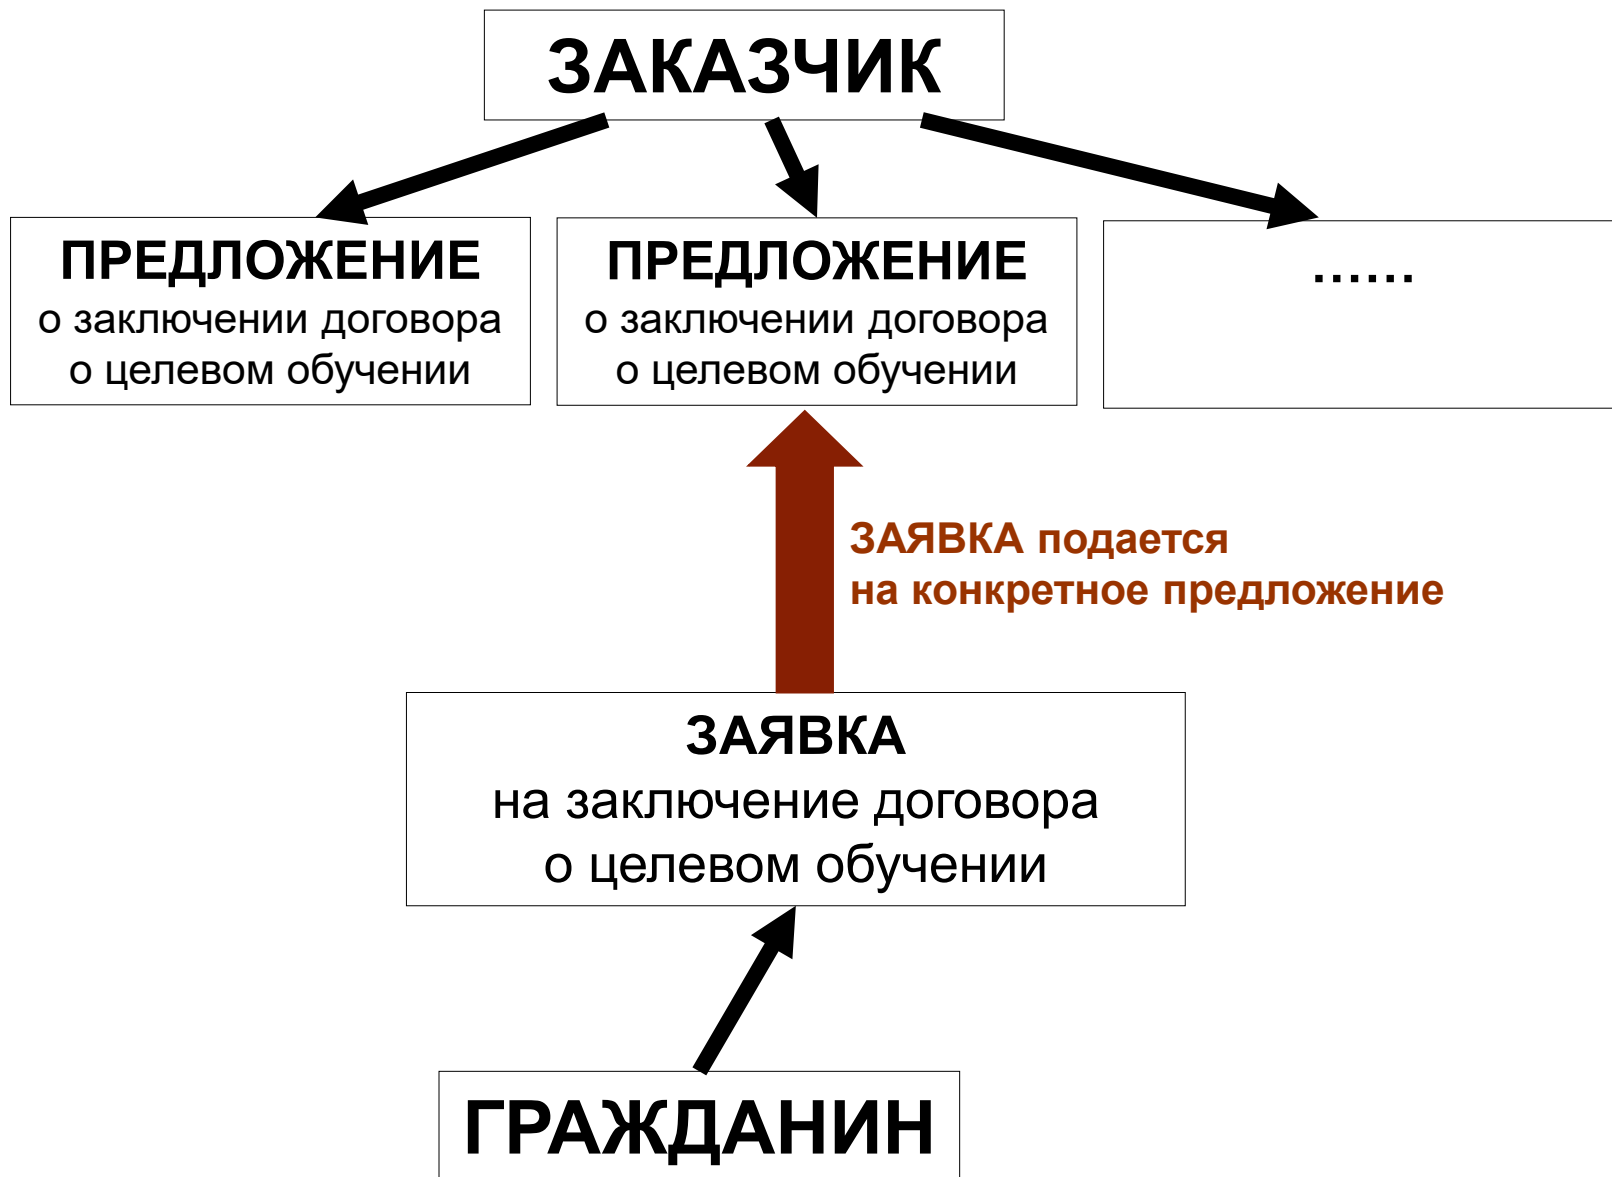 ЗАКАЗЧИК
ПРЕДЛОЖЕНИЕ
о заключении договора
о целевом обучении
ПРЕДЛОЖЕНИЕ
о заключении договора
о целевом обучении
......
ЗАЯВКА подается
на конкретное предложение
ЗАЯВКА
на заключение договора
о целевом обучении
ГРАЖДАНИН